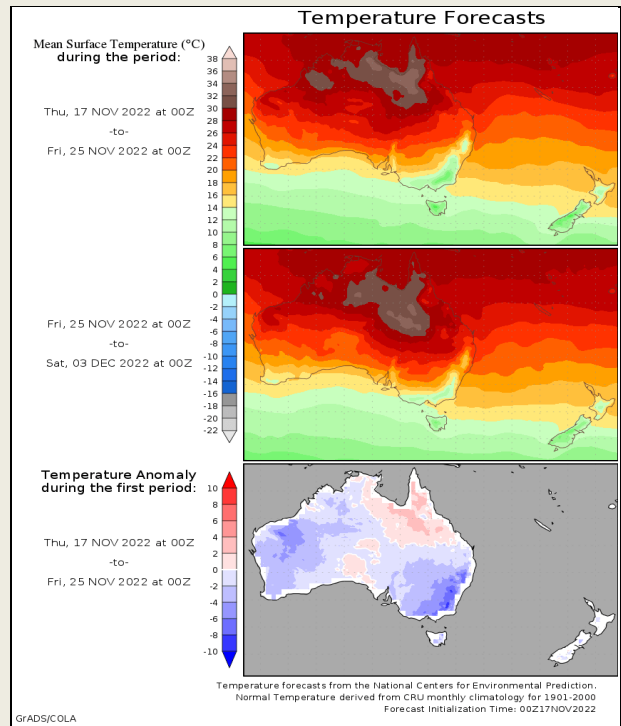 Temperature Forecasts
Mean Surface Temperature (°C)
during the period:
Thu, 17 NOV 2022 at 00Z
-to-
Fri, 25 NOV 2022 at 00Z
38
36
34
32
30
28
26
24
22
20
18
16
14
12
10
8
6
4
2
0
-2
-4
-6
-8
-10
-12
-14
-16
-18
-20
-22
Fri, 25 NOV 2022 at 00Z
-to-
Sat, 03 DEC 2022 at 00Z
Temperature Anomaly
during the first period:
Thu, 17 NOV 2022 at 00Z
-to-
Fri, 25 NOV 2022 at 00Z
10
8
6
4
2
0
-2
-4
-6
-8
-10
Temperature forecasts from the National Centers for Environmental Prediction.
Normal Temperature derived from CRU monthly climatology for 1901-2000
Forecast Initialization Time: 00Z17NOV2022
GrADS/COLA